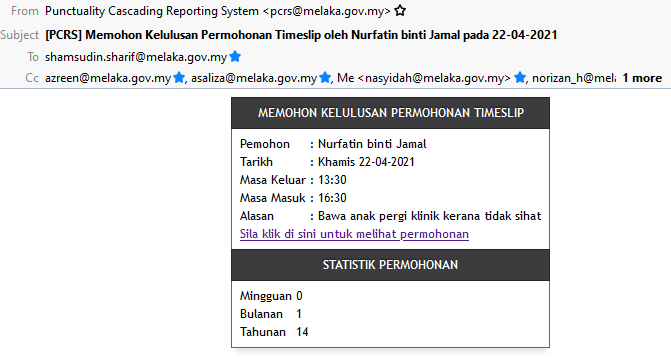 From Punctuality Cascading Reporting System <pcrs@melaka.gov.my>
Subject [PCRS] Memohon Kelulusan Permohonan Timeslip oleh Nurfatin binti Jamal pada 22-04-2021
To shamsudin.sharif@melaka.gov.my
Cc azreen@melaka.gov.my, asaliza@melaka.gov.my, Me <nasyidah@melaka.gov.my>, norizan_h@mela 1 more
MEMOHON KELULUSAN PERMOHONAN TIMESLIP
Pemohon : Nurfatin binti Jamal
Tarikh : Khamis 22-04-2021
Masa Keluar : 13:30
Masa Masuk : 16:30
Alasan : Bawa anak pergi klinik kerana tidak sihat
Sila klik di sini untuk melihat permohonan
STATISTIK PERMOHONAN
Mingguan 0
Bulanan 1
Tahunan 14